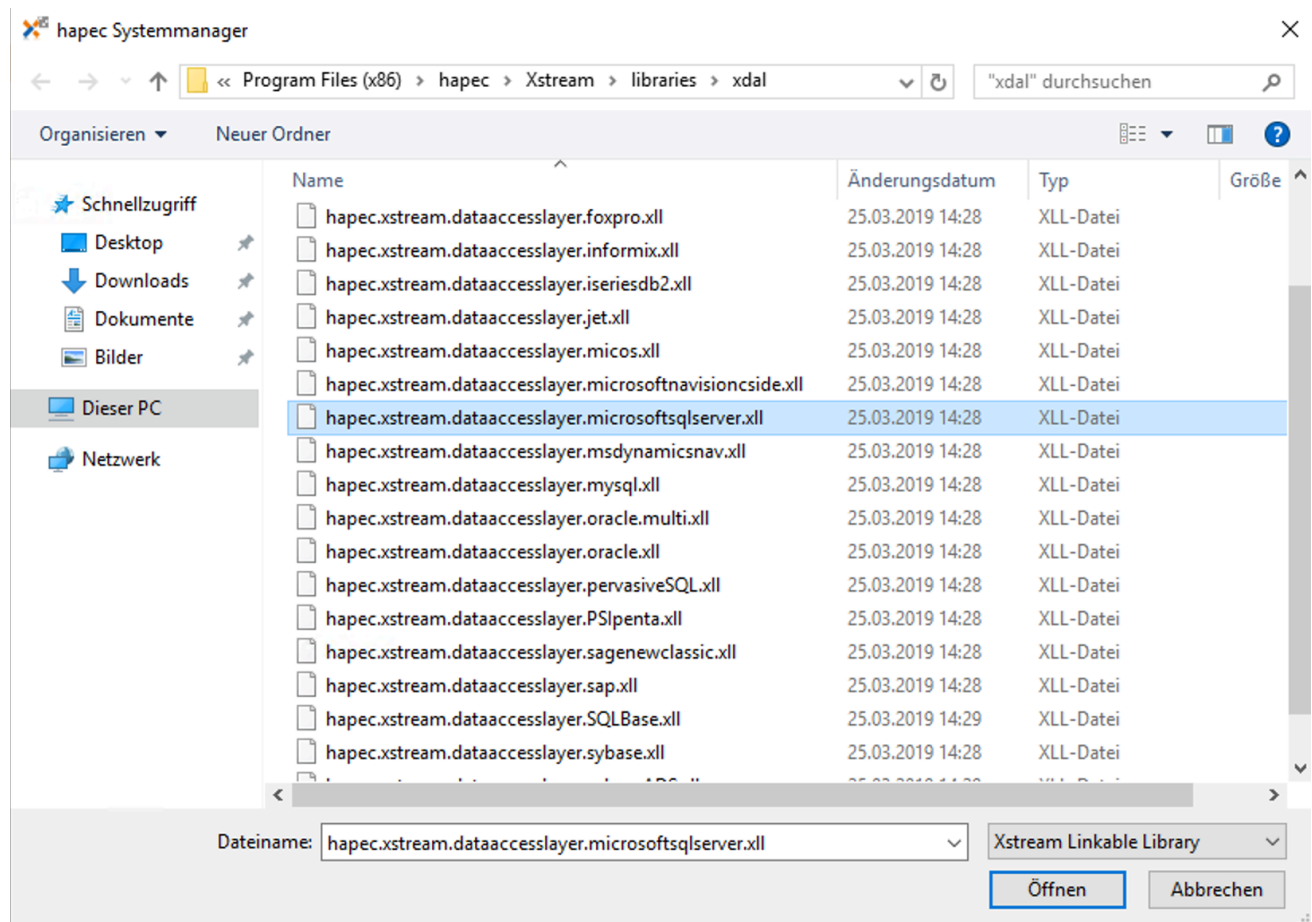 hapec Systemmanager
« Program Files (x86) › hapec › Xstream › libraries › xdal
"xdal" durchsuchen
Organisieren
Neuer Ordner
Name Änderungsdatum Typ Größe
Schnellzugriff
Desktop
Downloads
Dokumente
Bilder
Dieser PC
Netzwerk
hapec.xstream.dataaccesslayer.foxpro.xll 25.03.2019 14:28 XLL-Datei
hapec.xstream.dataaccesslayer.informix.xll 25.03.2019 14:28 XLL-Datei
hapec.xstream.dataaccesslayer.iseriesdb2.xll 25.03.2019 14:28 XLL-Datei
hapec.xstream.dataaccesslayer.jet.xll 25.03.2019 14:28 XLL-Datei
hapec.xstream.dataaccesslayer.micos.xll 25.03.2019 14:28 XLL-Datei
hapec.xstream.dataaccesslayer.microsoftnavisioncside.xll 25.03.2019 14:28 XLL-Datei
hapec.xstream.dataaccesslayer.microsoftsqlserver.xll 25.03.2019 14:28 XLL-Datei
hapec.xstream.dataaccesslayer.msdynamicsnav.xll 25.03.2019 14:28 XLL-Datei
hapec.xstream.dataaccesslayer.mysql.xll 25.03.2019 14:28 XLL-Datei
hapec.xstream.dataaccesslayer.oracle.multi.xll 25.03.2019 14:28 XLL-Datei
hapec.xstream.dataaccesslayer.oracle.xll 25.03.2019 14:28 XLL-Datei
hapec.xstream.dataaccesslayer.pervasiveSQL.xll 25.03.2019 14:28 XLL-Datei
hapec.xstream.dataaccesslayer.PSIpenta.xll 25.03.2019 14:28 XLL-Datei
hapec.xstream.dataaccesslayer.sagenewclassic.xll 25.03.2019 14:28 XLL-Datei
hapec.xstream.dataaccesslayer.sap.xll 25.03.2019 14:28 XLL-Datei
hapec.xstream.dataaccesslayer.SQLBase.xll 25.03.2019 14:29 XLL-Datei
hapec.xstream.dataaccesslayer.sybase.xll 25.03.2019 14:28 XLL-Datei
Dateiname: hapec.xstream.dataaccesslayer.microsoftsqlserver.xll
Xstream Linkable Library
Öffnen
Abbrechen